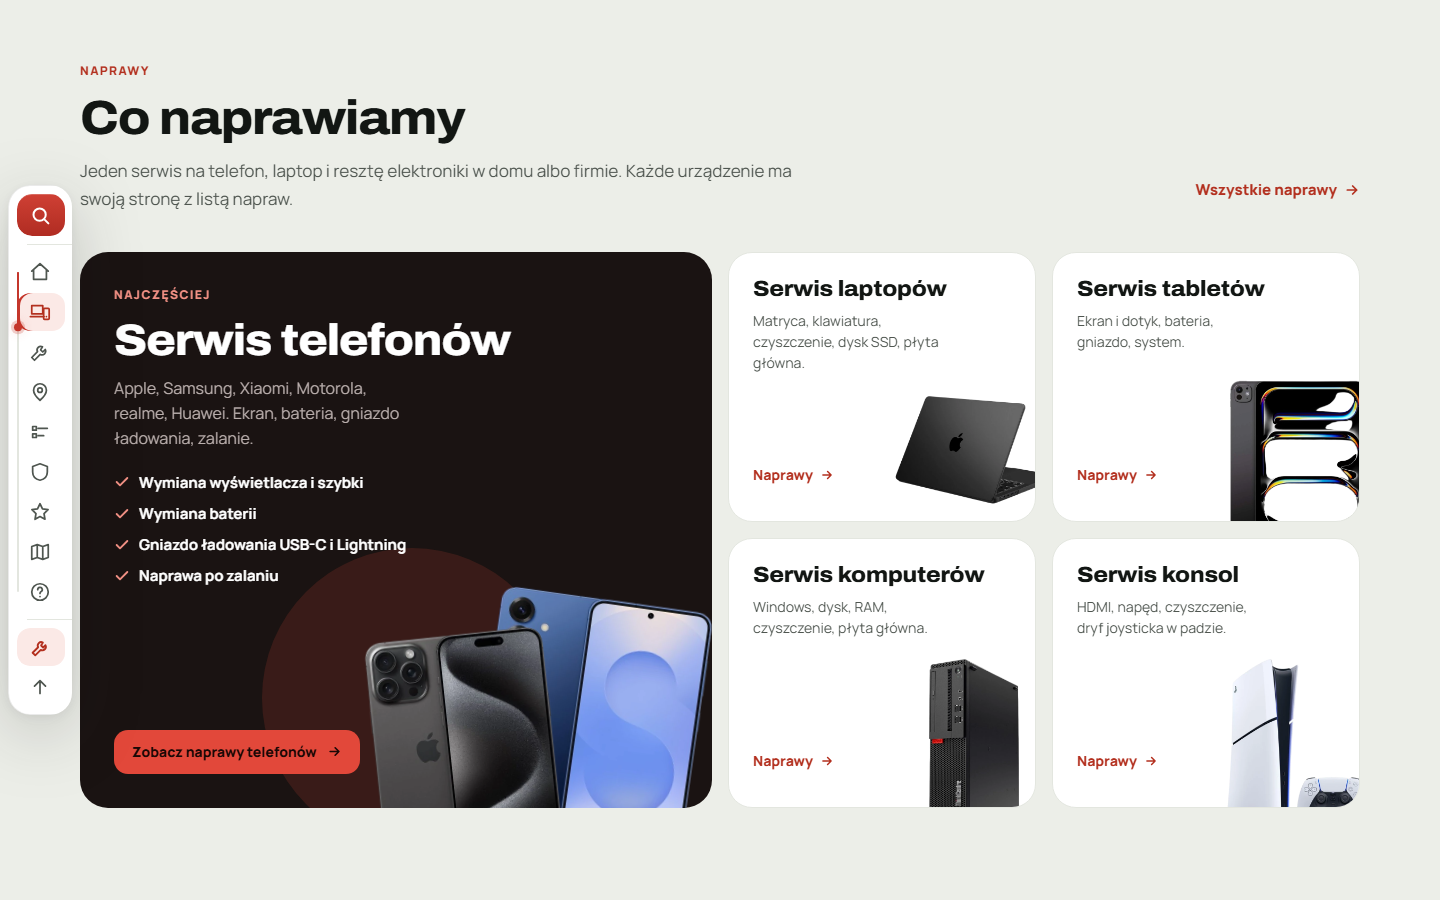 NAPRAWY
Co naprawiamy
Jeden serwis na telefon, laptop i resztę elektroniki w domu albo firmie. Każde urządzenie ma
swoją stronę z listą napraw.
Wszystkie naprawy
NAJCZĘŚCIEJ
Serwis telefonów
Apple, Samsung, Xiaomi, Motorola,
realme, Huawei. Ekran, bateria, gniazdo
ładowania, zalanie.
Wymiana wyświetlacza i szybki
Wymiana baterii
Gniazdo ładowania USB-C i Lightning
Naprawa po zalaniu
Zobacz naprawy telefonów
Serwis laptopów
Matryca, klawiatura,
czyszczenie, dysk SSD, płyta
główna.
Naprawy
Serwis tabletów
Ekran i dotyk, bateria,
gniazdo, system.
Naprawy
Serwis komputerów
Windows, dysk, RAM,
czyszczenie, płyta główna.
Naprawy
Serwis konsol
HDMI, napęd, czyszczenie,
dryf joysticka w padzie.
Naprawy